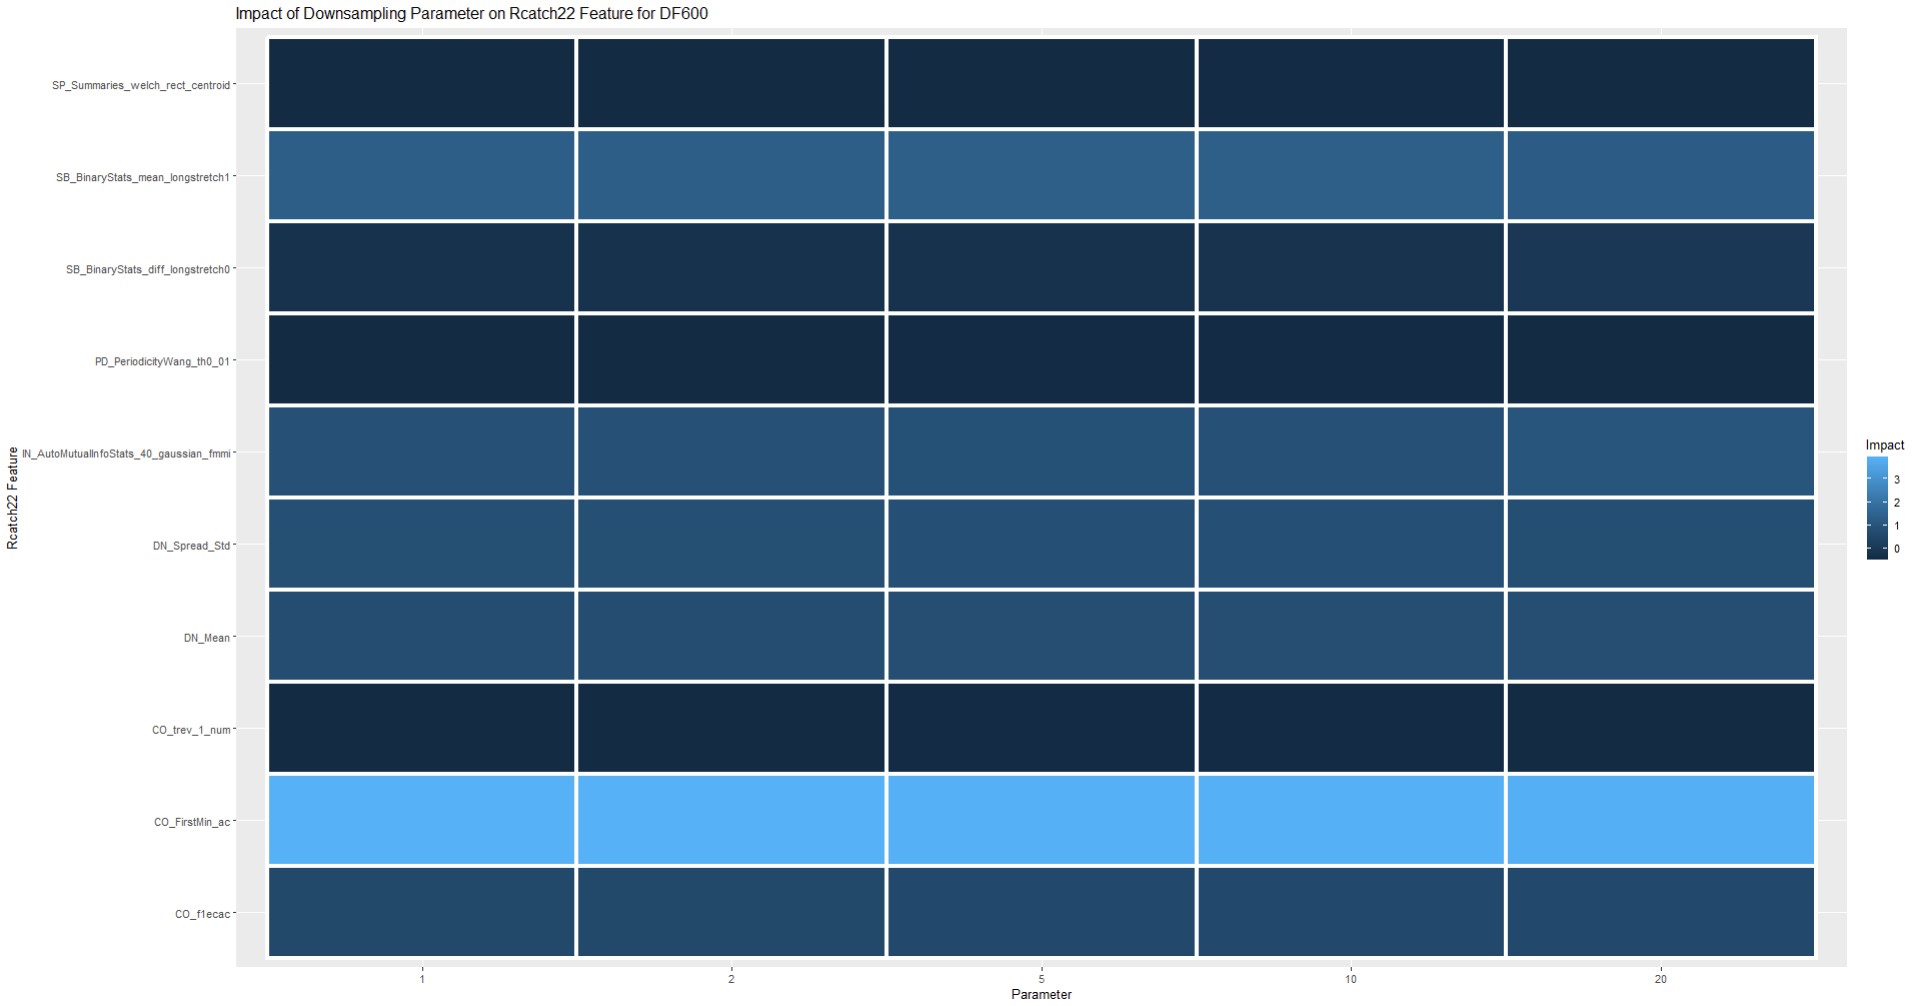 Impact of Downsampling Parameter on Rcatch22 Feature for DF600
Rcatch22 Feature
SP_Summaries_welch_rect_centroid
SB_BinaryStats_mean_longstretch1
SB_BinaryStats_diff_longstretch0
PD_PeriodicityWang_th0_01
IN_AutoMutualInfoStats_40_gaussian_fmmi
DN_Spread_Std
DN_Mean
CO_trev_1_num
CO_FirstMin_ac
CO_f1ecac
1 2 5 10 20
Parameter
Impact
3
2
1
0